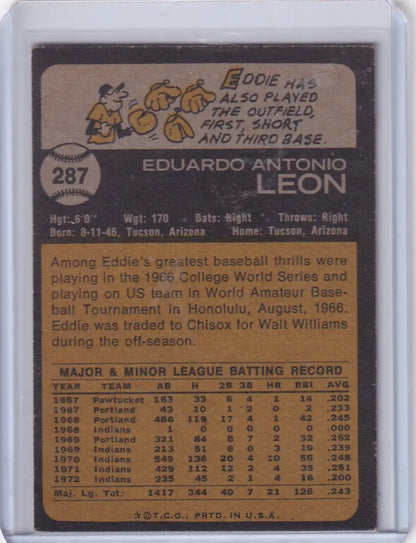 EDDIE HAS
ALSO PLAYED
THE OUTFIELD,
FIRST, SHORT
AND THIRD BASE.
287
EDUARDO ANTONIO
LEON
Hgt: 6'0" Wgt: 170 Bats: Right Throws: Right
Born: 8-11-46, Tucson, Arizona Home: Tucson, Arizona
Among Eddie's greatest baseball thrills were
playing in the 1966 College World Series and
playing on US team in World Amateur Base-
ball Tournament in Honolulu, August, 1966.
Eddie was traded to Chisox for Walt Williams
during the off-season.
MAJOR & MINOR LEAGUE BATTING RECORD
YEAR TEAM AB H 2B 3B HR RBI AVG
1967 Pawtucket 163 33 6 4 1 14 .202
1967 Portland 43 10 1 2 0 2 .233
1968 Portland 486 119 17 4 1 42 .245
1968 Indians 1 0 0 0 0 0 .000
1969 Portland 321 84 8 7 2 32 .262
1969 Indians 213 51 6 0 3 19 .239
1970 Indians 549 136 20 4 10 56 .248
1971 Indians 429 112 12 2 4 35 .261
1972 Indians 225 45 2 1 4 16 .200
Maj. Lg. Tot: 1417 344 40 7 21 126 .243
★©T.C.G., PRTD. IN U.S.A.